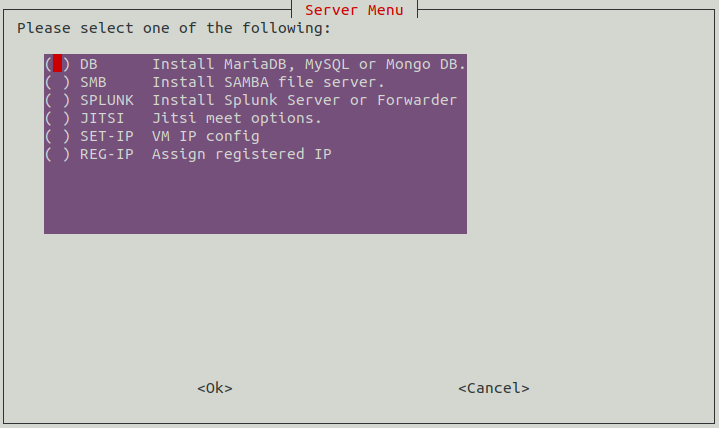 Server Menu
Please select one of the following:
( ) DB Install MariaDB, MySQL or Mongo DB.
( ) SMB Install SAMBA file server.
( ) SPLUNK Install Splunk Server or Forwarder
( ) JITSI Jitsi meet options.
( ) SET-IP VM IP config
( ) REG-IP Assign registered IP
<Ok> <Cancel>